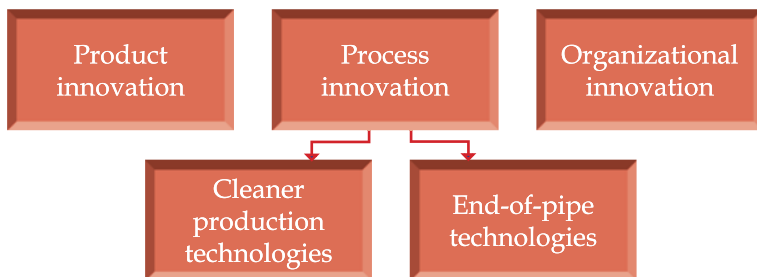 Product
innovation
Process
innovation
Organizational
innovation
Cleaner
production
technologies
End-of-pipe
technologies